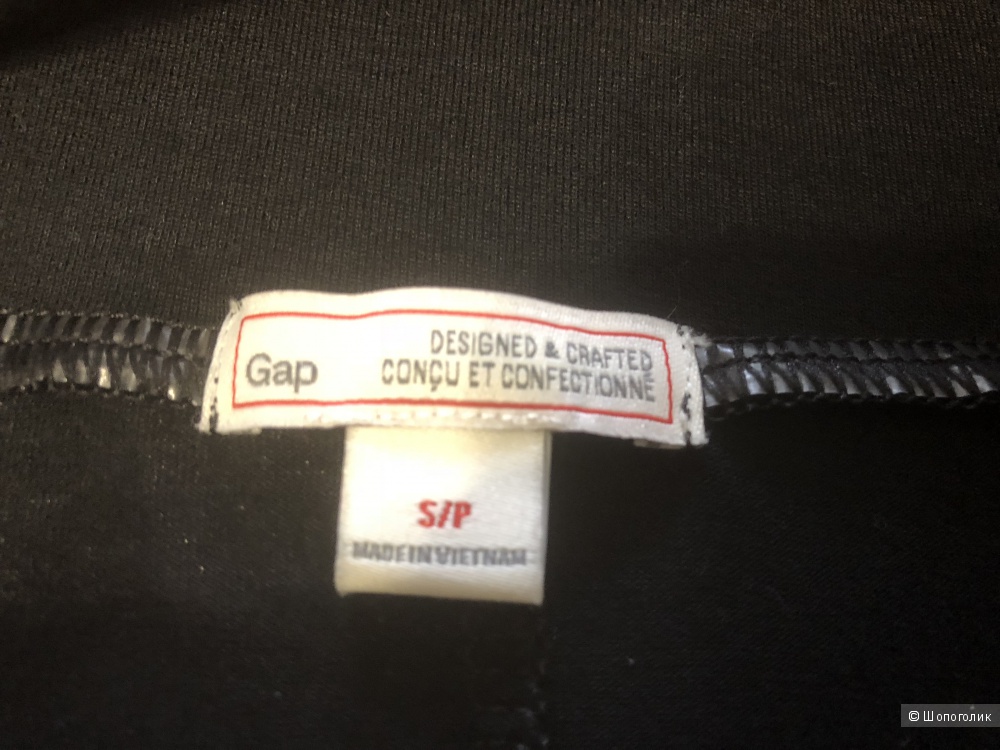 Gap
DESIGNED & CRAFTED
CONÇU ET CONFECTIONNÉ
S/P
MADE IN VIETNAM
© Шопоголик